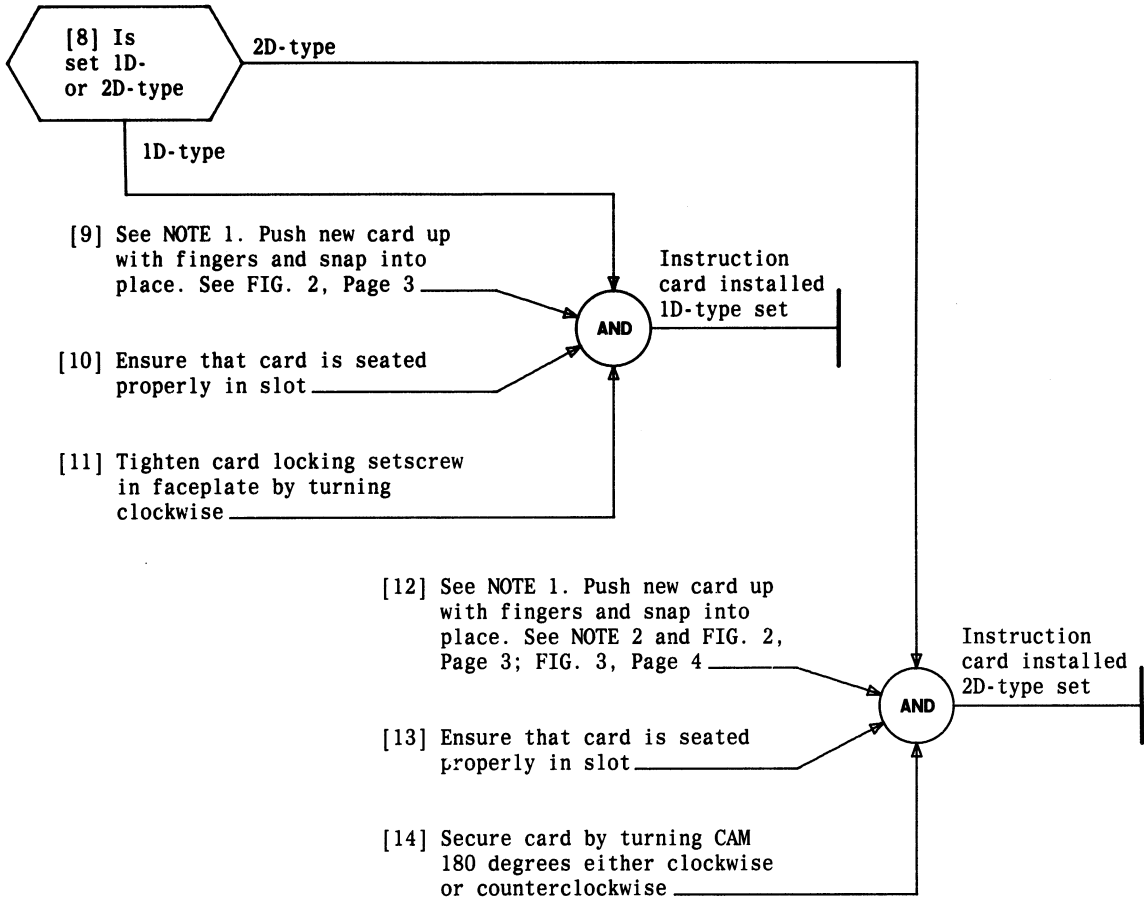 [8] Is
set 1D-
or 2D-type
2D-type
1D-type
[9] See NOTE 1. Push new card up
with fingers and snap into
place. See FIG. 2, Page 3
AND
Instruction
card installed
1D-type set
[10] Ensure that card is seated
properly in slot
[11] Tighten card locking setscrew
in faceplate by turning
clockwise
[12] See NOTE 1. Push new card up
with fingers and snap into
place. See NOTE 2 and FIG. 2,
Page 3; FIG. 3, Page 4
AND
Instruction
card installed
2D-type set
[13] Ensure that card is seated
properly in slot
[14] Secure card by turning CAM
180 degrees either clockwise
or counterclockwise